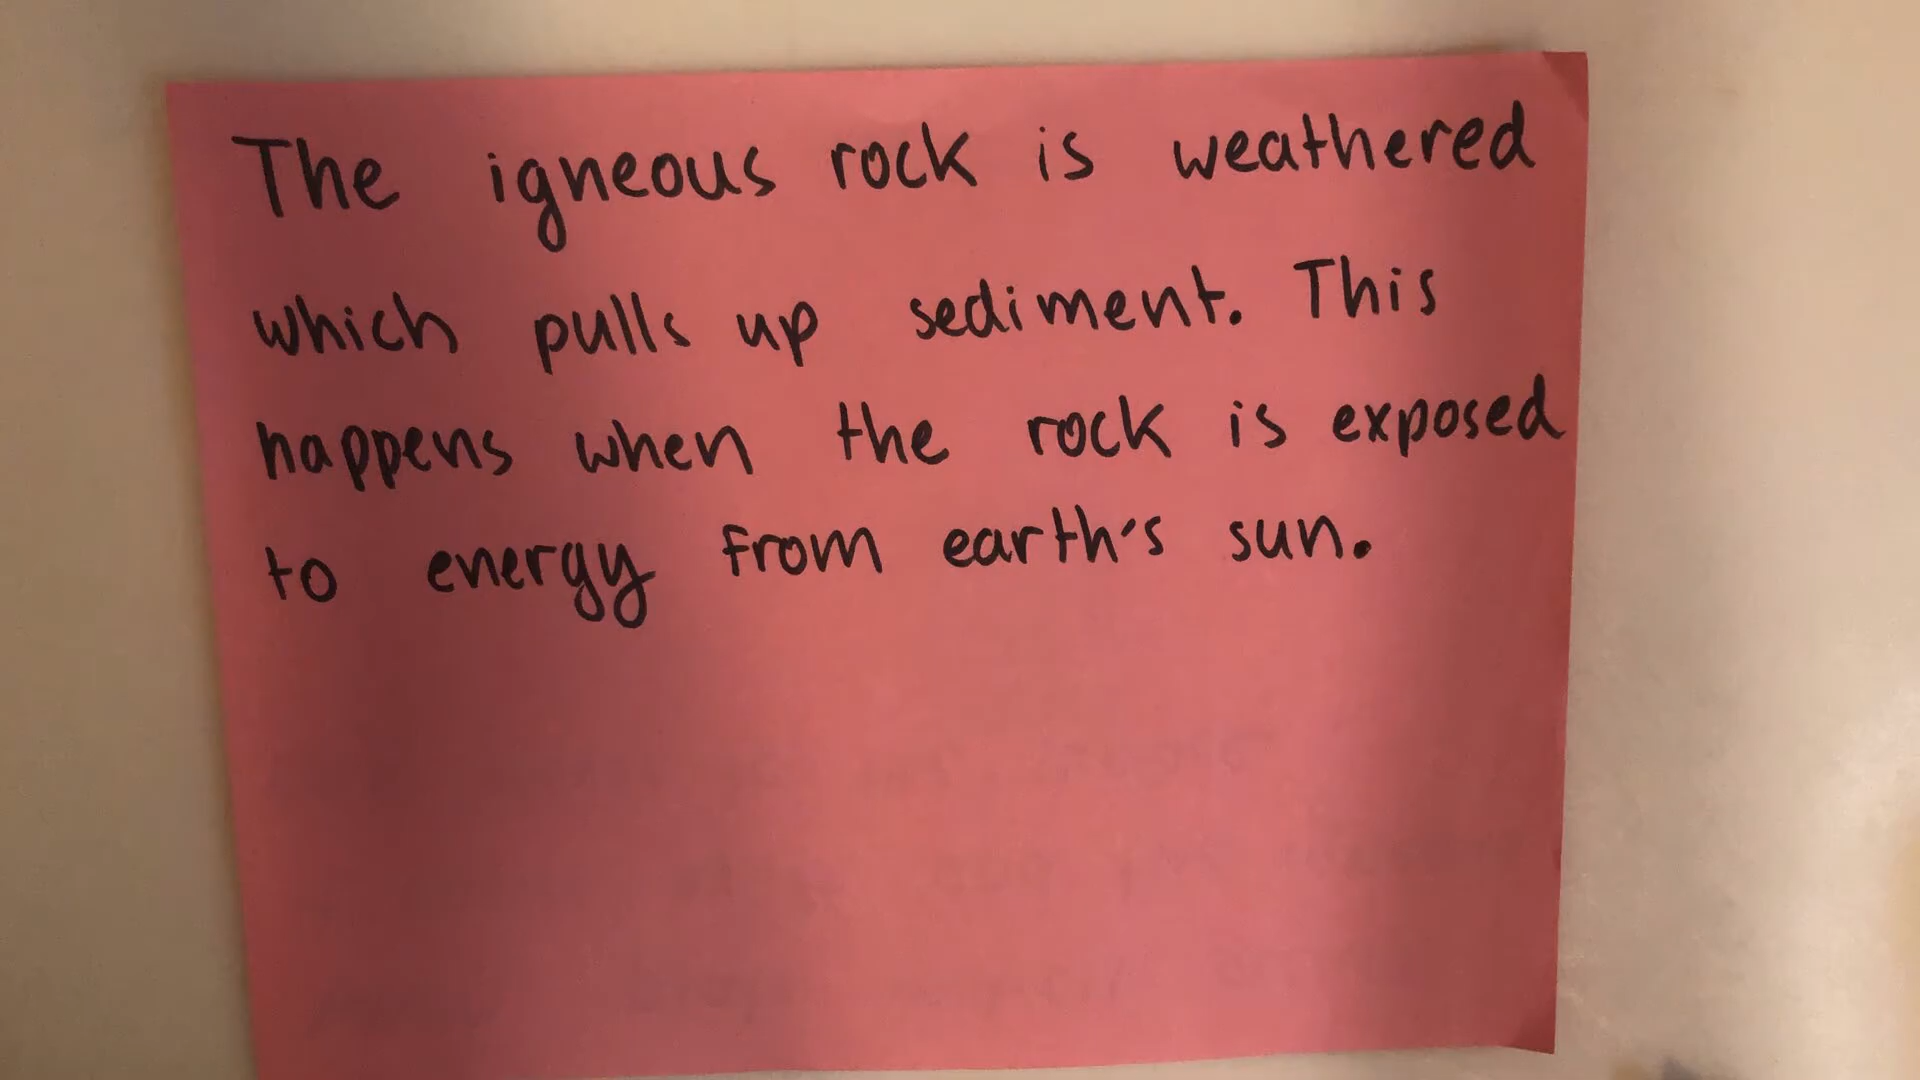 The igneous rock is weathered
which pulls up sediment. This
happens when the rock is exposed
to energy from earth's sun.